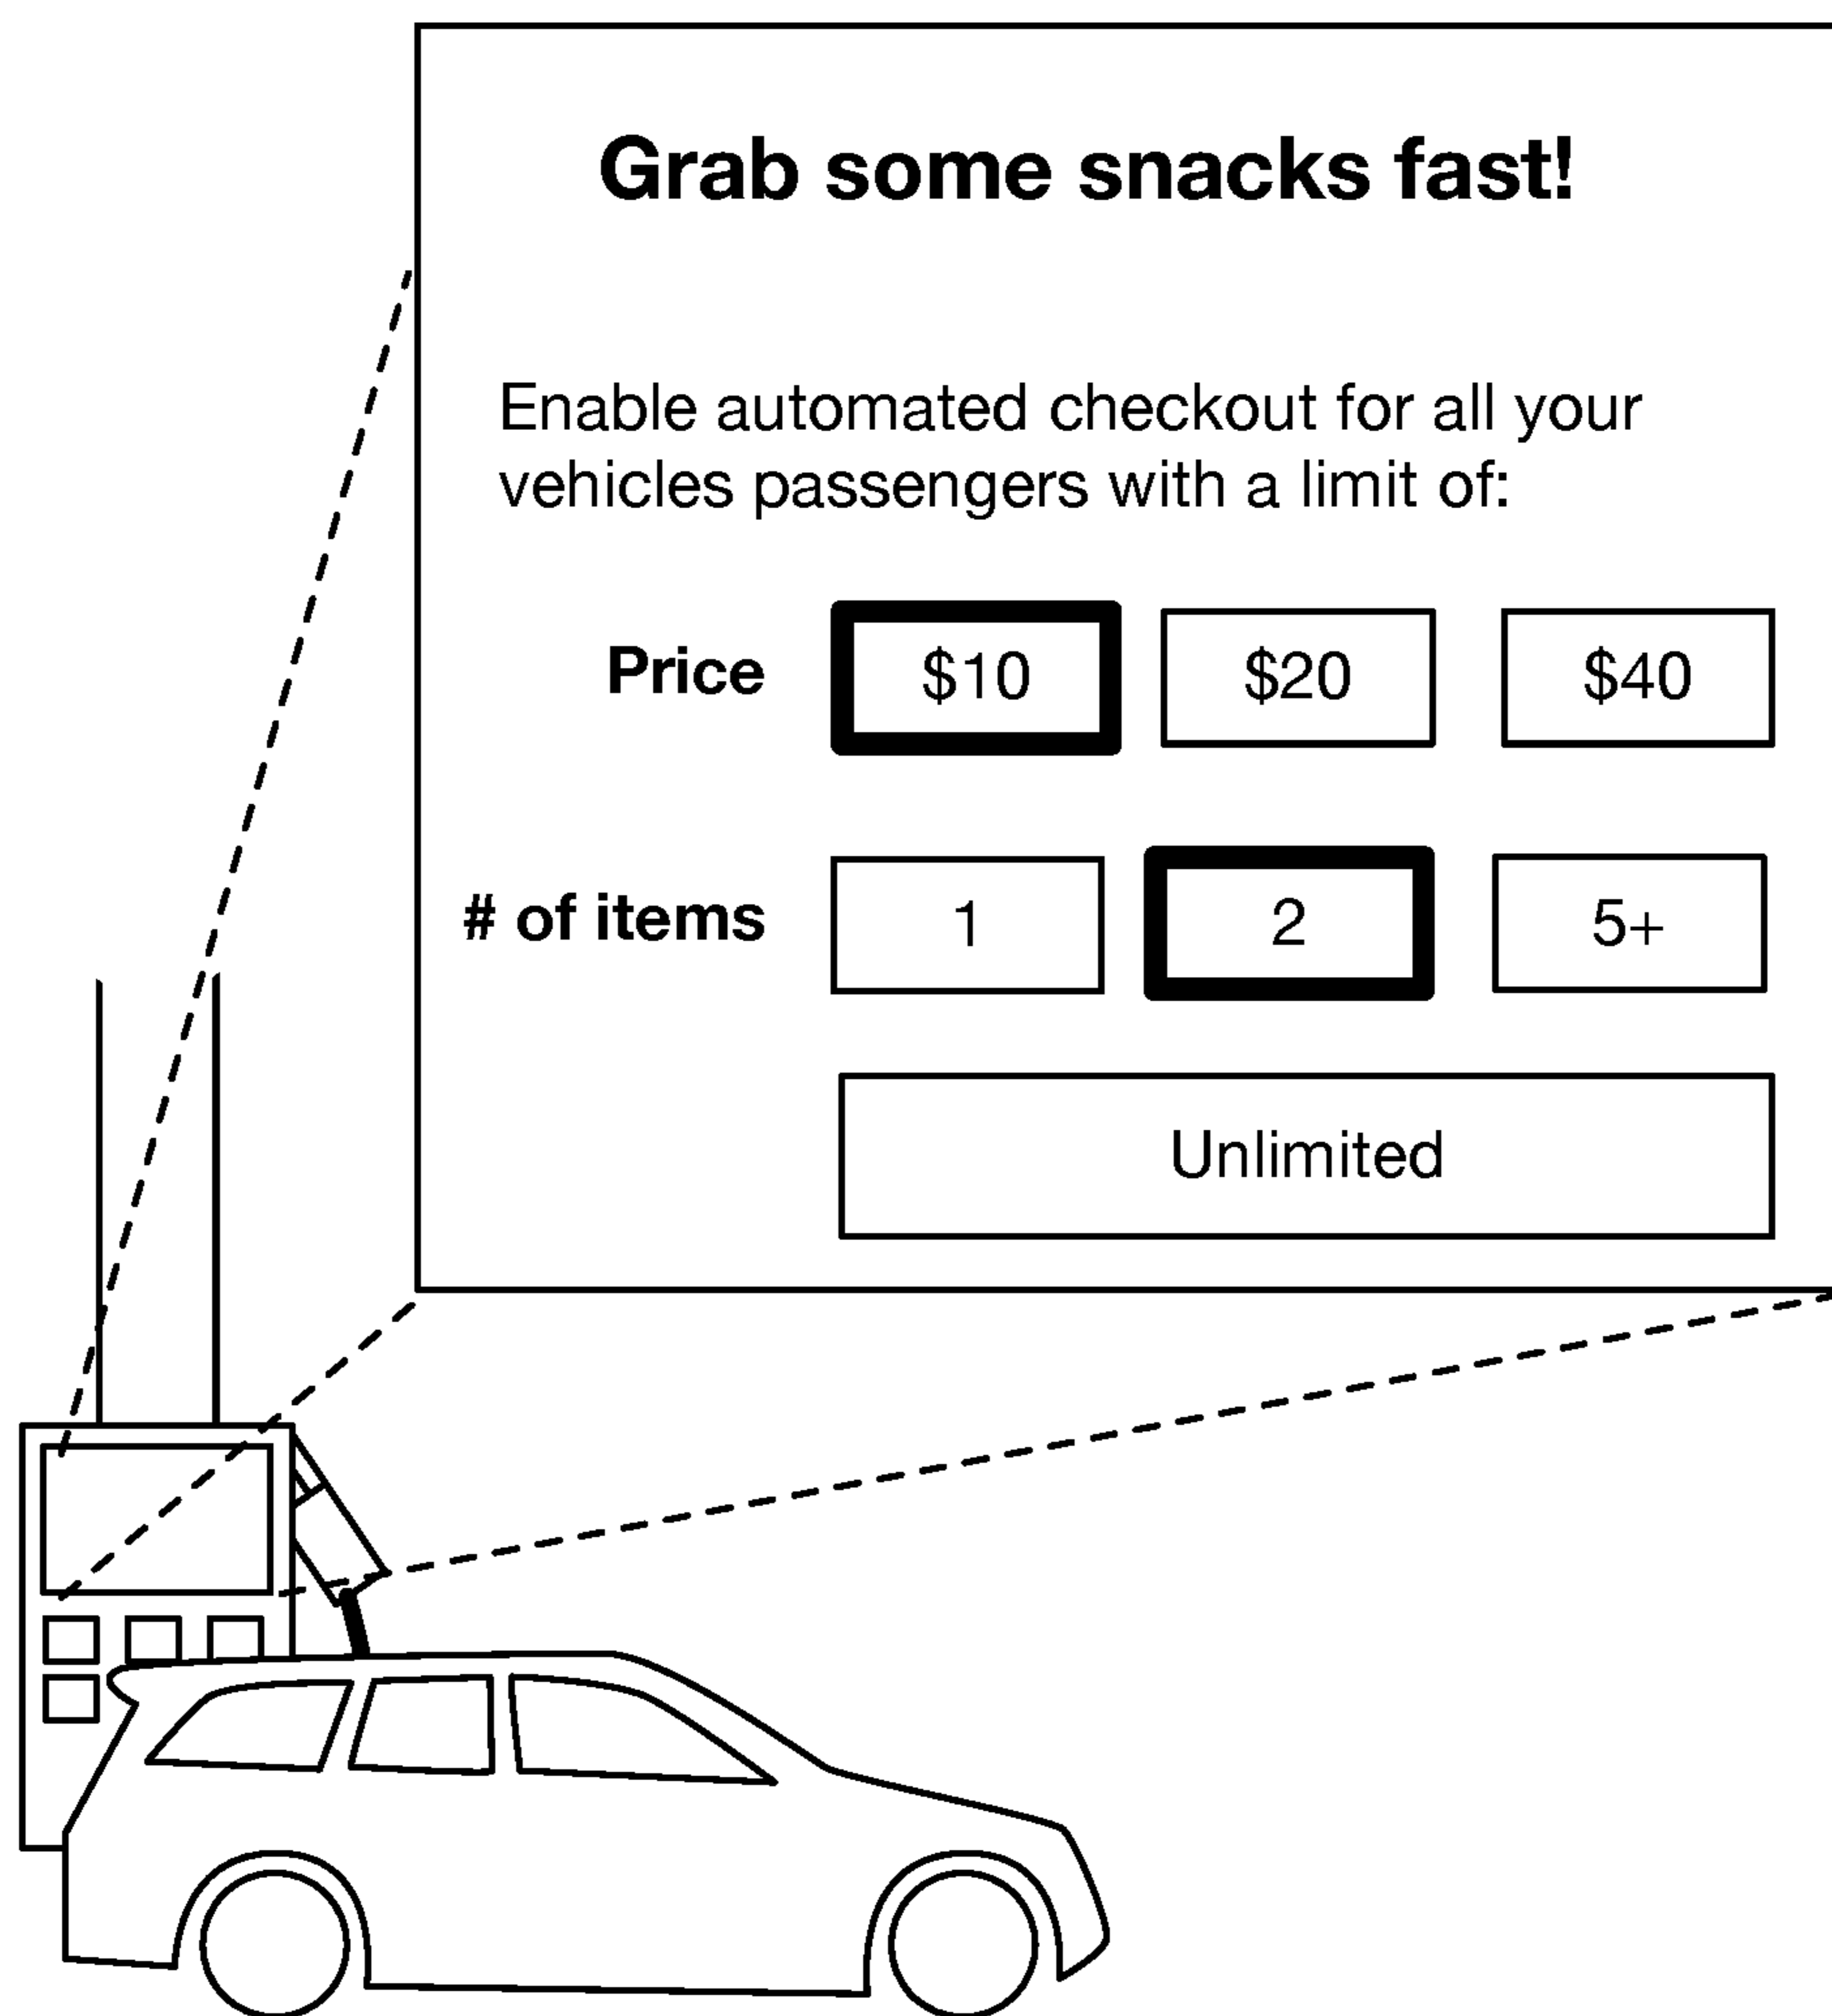 Grab some snacks fast!
Enable automated checkout for all your
vehicles passengers with a limit of:
Price $10 $20 $40
# of items 1 2 5+
Unlimited